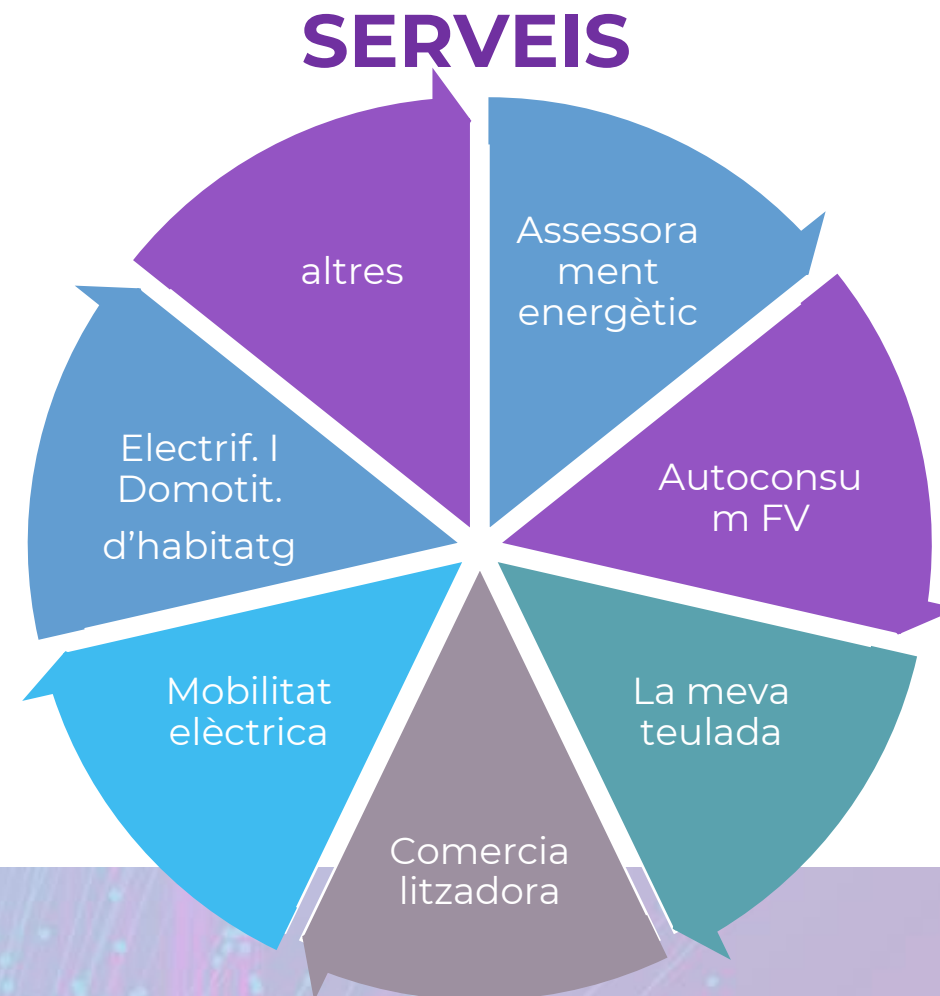 SERVEIS
Assessora
ment
energètic
Autoconsu
m FV
La meva
teulada
Comercia
litzadora
Mobilitat
elèctrica
Electrif. I
Domotit.
d’habitatg
altres